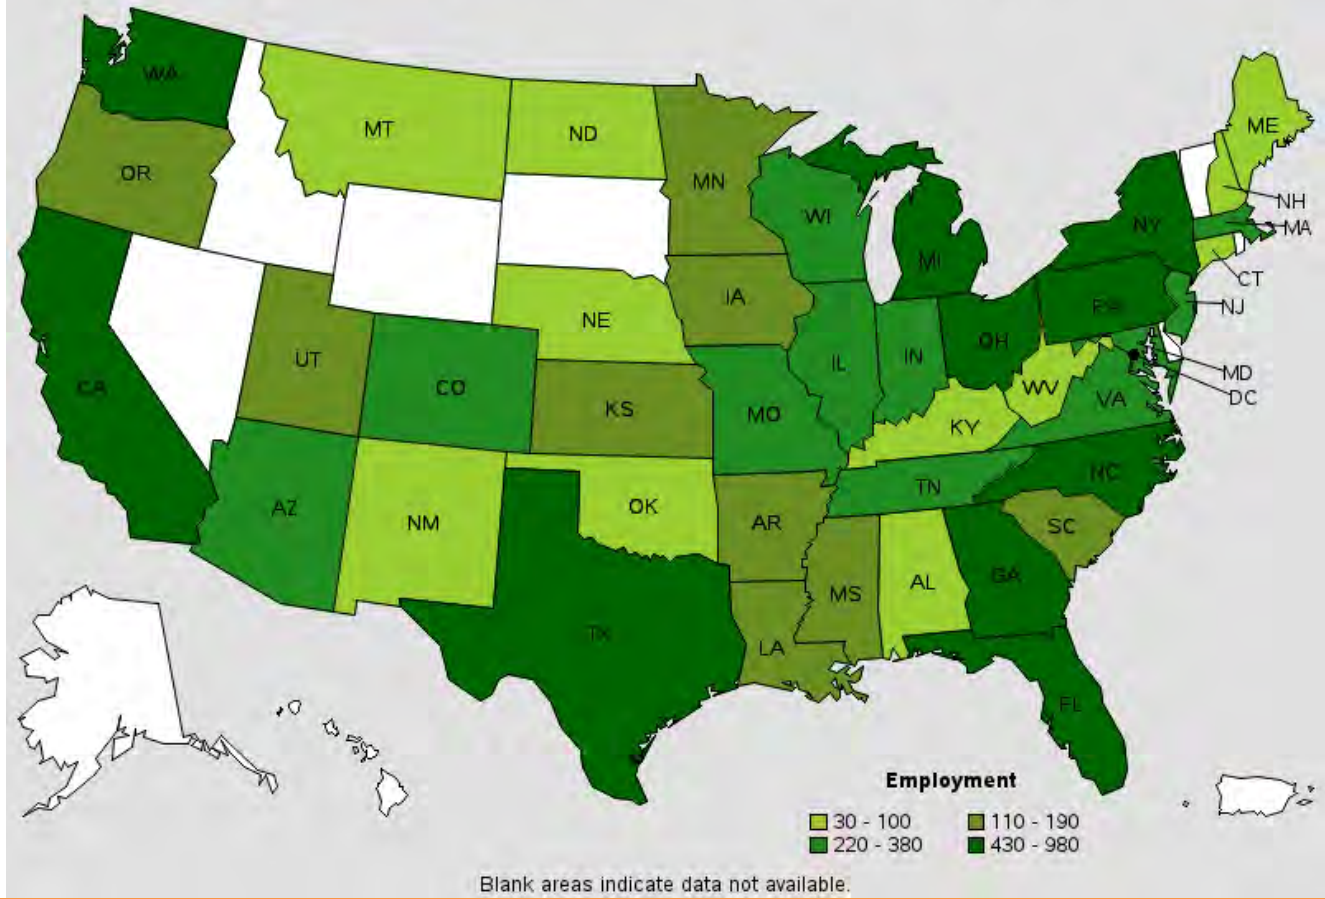 WA
MT
ND
ME
OR
MN
WI
NH
NY
MA
MI
CT
IA
NE
PA
NJ
UT
CO
IL
IN
OH
MD
CA
KS
MO
WV
VA
DC
KY
AZ
NM
OK
TN
NC
AR
SC
MS
AL
GA
TX
LA
FL
Employment
30 - 100 110 - 190
220 - 380 430 - 980
Blank areas indicate data not available.